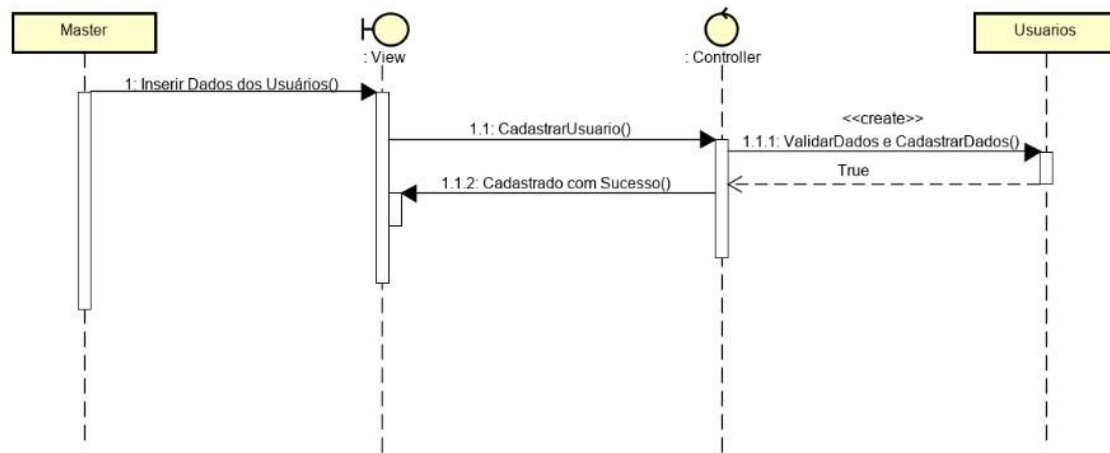 Master
Usuarios
: View
: Controller
1: Inserir Dados dos Usuários()
<<create>>
1.1: CadastrarUsuario()
1.1.1: ValidarDados e CadastrarDados()
True
1.1.2: Cadastrado com Sucesso()